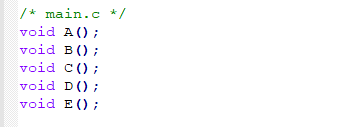 /* main.c */
void A();
void B();
void C();
void D();
void E();